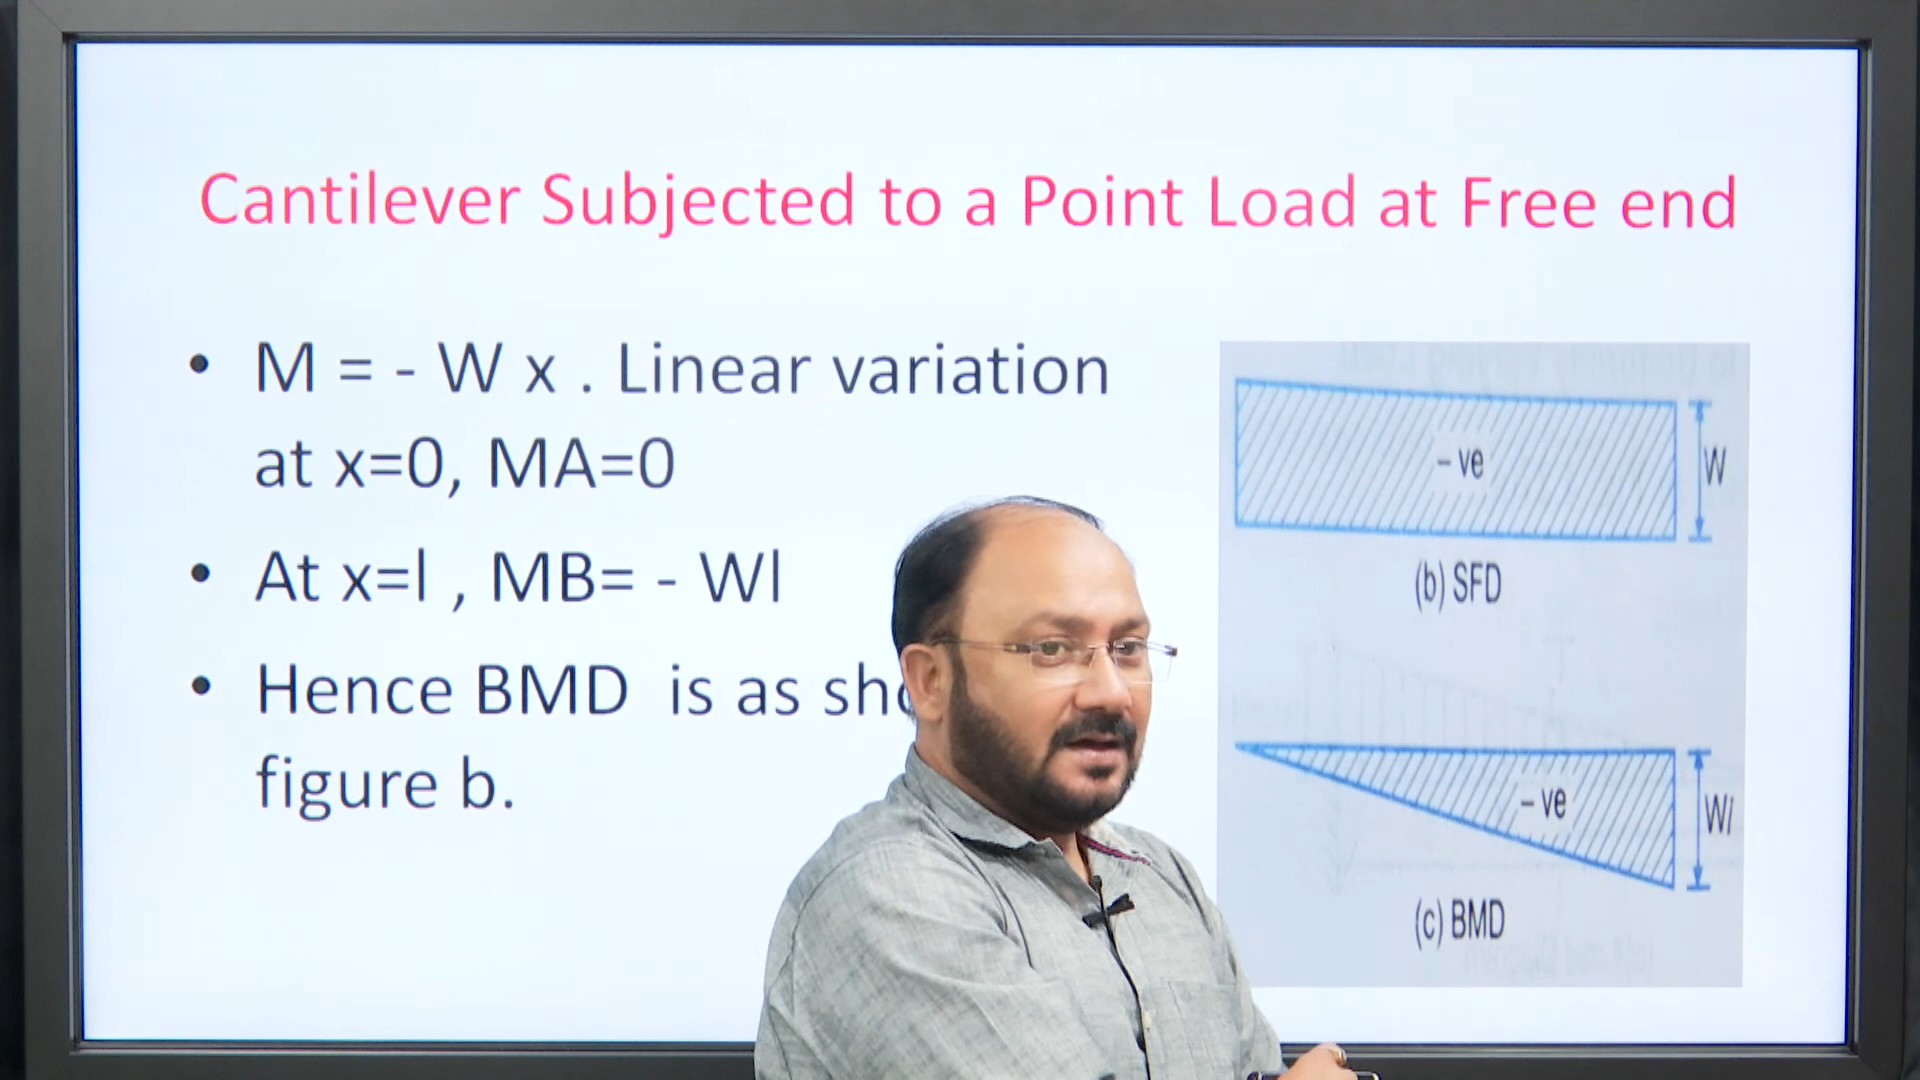 Cantilever Subjected to a Point Load at Free end
• M = - W x . Linear variation
at x=0, MA=0
• At x=l , MB= - Wl
• Hence BMD is as
figure b.
– ve
W
(b) SFD
– ve
Wl
(c) BMD